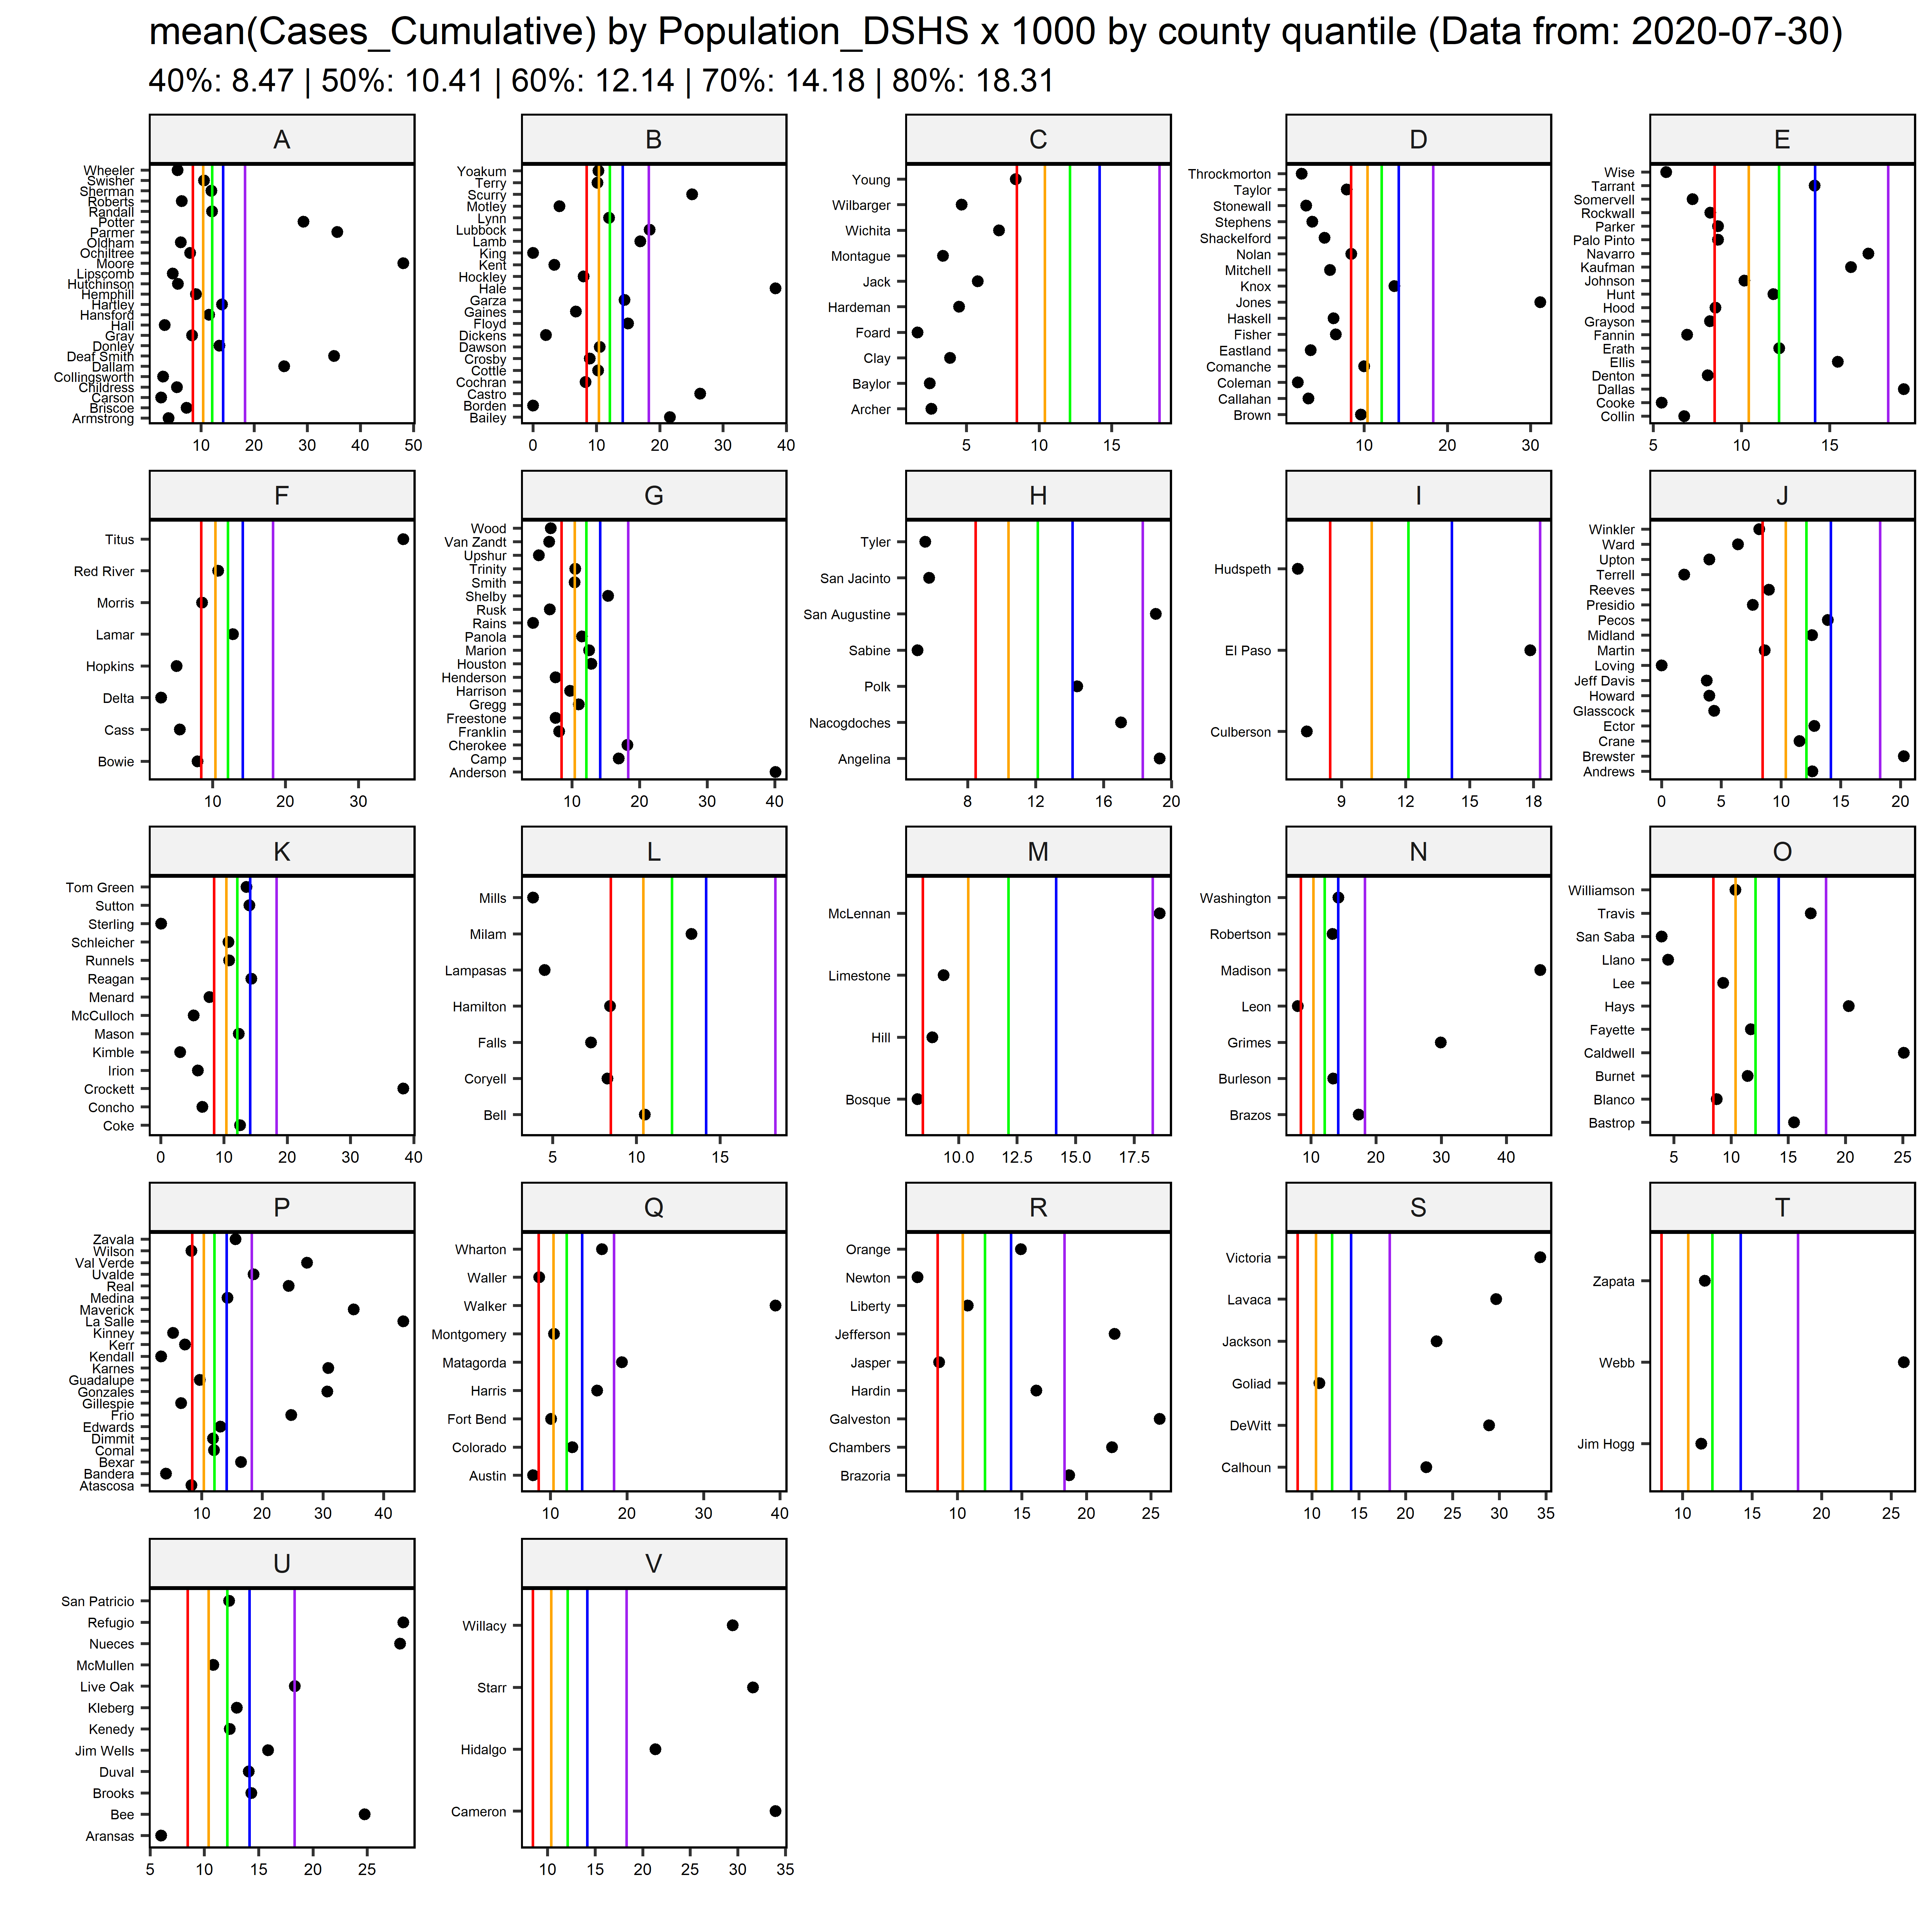 mean(Cases_Cumulative) by Population_DSHS x 1000 by county quantile (Data from: 2020-07-30)
40%: 8.47 | 50%: 10.41 | 60%: 12.14 | 70%: 14.18 | 80%: 18.31
A
Wheeler
Swisher
Sherman
Roberts
Randall
Potter
Parmer
Oldham
Ochiltree
Moore
Lipscomb
Hutchinson
Hemphill
Hartley
Hansford
Hall
Gray
Donley
Deaf Smith
Dallam
Collingsworth
Childress
Carson
Briscoe
Armstrong
10 20 30 40 50
B
Yoakum
Terry
Scurry
Motley
Lynn
Lubbock
Lamb
King
Kent
Hockley
Hale
Garza
Gaines
Floyd
Dickens
Dawson
Crosby
Cottle
Cochran
Castro
Borden
Bailey
0 10 20 30 40
C
Young
Wilbarger
Wichita
Montague
Jack
Hardeman
Foard
Clay
Baylor
Archer
5 10 15
D
Throckmorton
Taylor
Stonewall
Stephens
Shackelford
Nolan
Mitchell
Knox
Jones
Haskell
Fisher
Eastland
Comanche
Coleman
Callahan
Brown
10 20 30
E
Wise
Tarrant
Somervell
Rockwall
Parker
Palo Pinto
Navarro
Kaufman
Johnson
Hunt
Hood
Grayson
Fannin
Erath
Ellis
Denton
Dallas
Cooke
Collin
5 10 15
F
Titus
Red River
Morris
Lamar
Hopkins
Delta
Cass
Bowie
10 20 30
G
Wood
Van Zandt
Upshur
Trinity
Smith
Shelby
Rusk
Rains
Panola
Marion
Houston
Henderson
Harrison
Gregg
Freestone
Franklin
Cherokee
Camp
Anderson
10 20 30 40
H
Tyler
San Jacinto
San Augustine
Sabine
Polk
Nacogdoches
Angelina
8 12 16 20
I
Hudspeth
El Paso
Culberson
9 12 15 18
J
Winkler
Ward
Upton
Terrell
Reeves
Presidio
Pecos
Midland
Martin
Loving
Jeff Davis
Howard
Glasscock
Ector
Crane
Brewster
Andrews
0 5 10 15 20
K
Tom Green
Sutton
Sterling
Schleicher
Runnels
Reagan
Menard
McCulloch
Mason
Kimble
Irion
Crockett
Concho
Coke
0 10 20 30 40
L
Mills
Milam
Lampasas
Hamilton
Falls
Coryell
Bell
5 10 15
M
McLennan
Limestone
Hill
Bosque
10.0 12.5 15.0 17.5
N
Washington
Robertson
Madison
Leon
Grimes
Burleson
Brazos
10 20 30 40
O
Williamson
Travis
San Saba
Llano
Lee
Hays
Fayette
Caldwell
Burnet
Blanco
Bastrop
5 10 15 20 25
P
Zavala
Wilson
Val Verde
Uvalde
Real
Medina
Maverick
La Salle
Kinney
Kerr
Kendall
Karnes
Guadalupe
Gonzales
Gillespie
Frio
Edwards
Dimmit
Comal
Bexar
Bandera
Atascosa
10 20 30 40
Q
Wharton
Waller
Walker
Montgomery
Matagorda
Harris
Fort Bend
Colorado
Austin
10 20 30 40
R
Orange
Newton
Liberty
Jefferson
Jasper
Hardin
Galveston
Chambers
Brazoria
10 15 20 25
S
Victoria
Lavaca
Jackson
Goliad
DeWitt
Calhoun
10 15 20 25 30 35
T
Zapata
Webb
Jim Hogg
10 15 20 25
U
San Patricio
Refugio
Nueces
McMullen
Live Oak
Kleberg
Kenedy
Jim Wells
Duval
Brooks
Bee
Aransas
5 10 15 20 25
V
Willacy
Starr
Hidalgo
Cameron
10 15 20 25 30 35